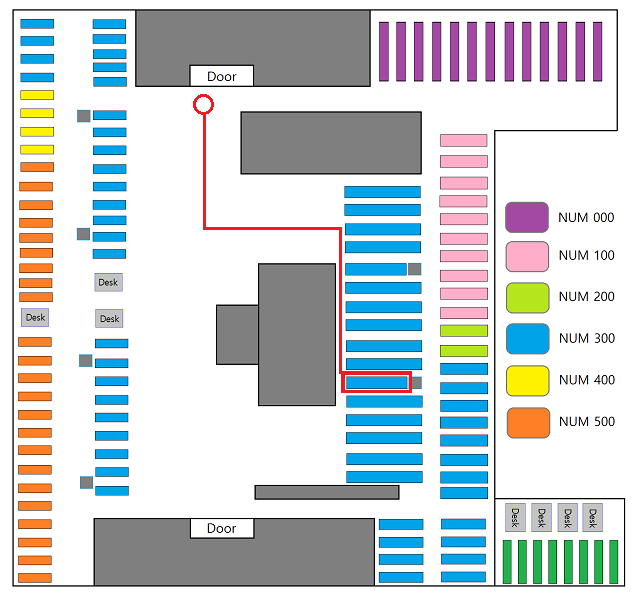 Door
NUM 000
NUM 100
Desk
NUM 200
Desk
Desk
NUM 300
NUM 400
NUM 500
Desk
Desk
Desk
Desk
Door